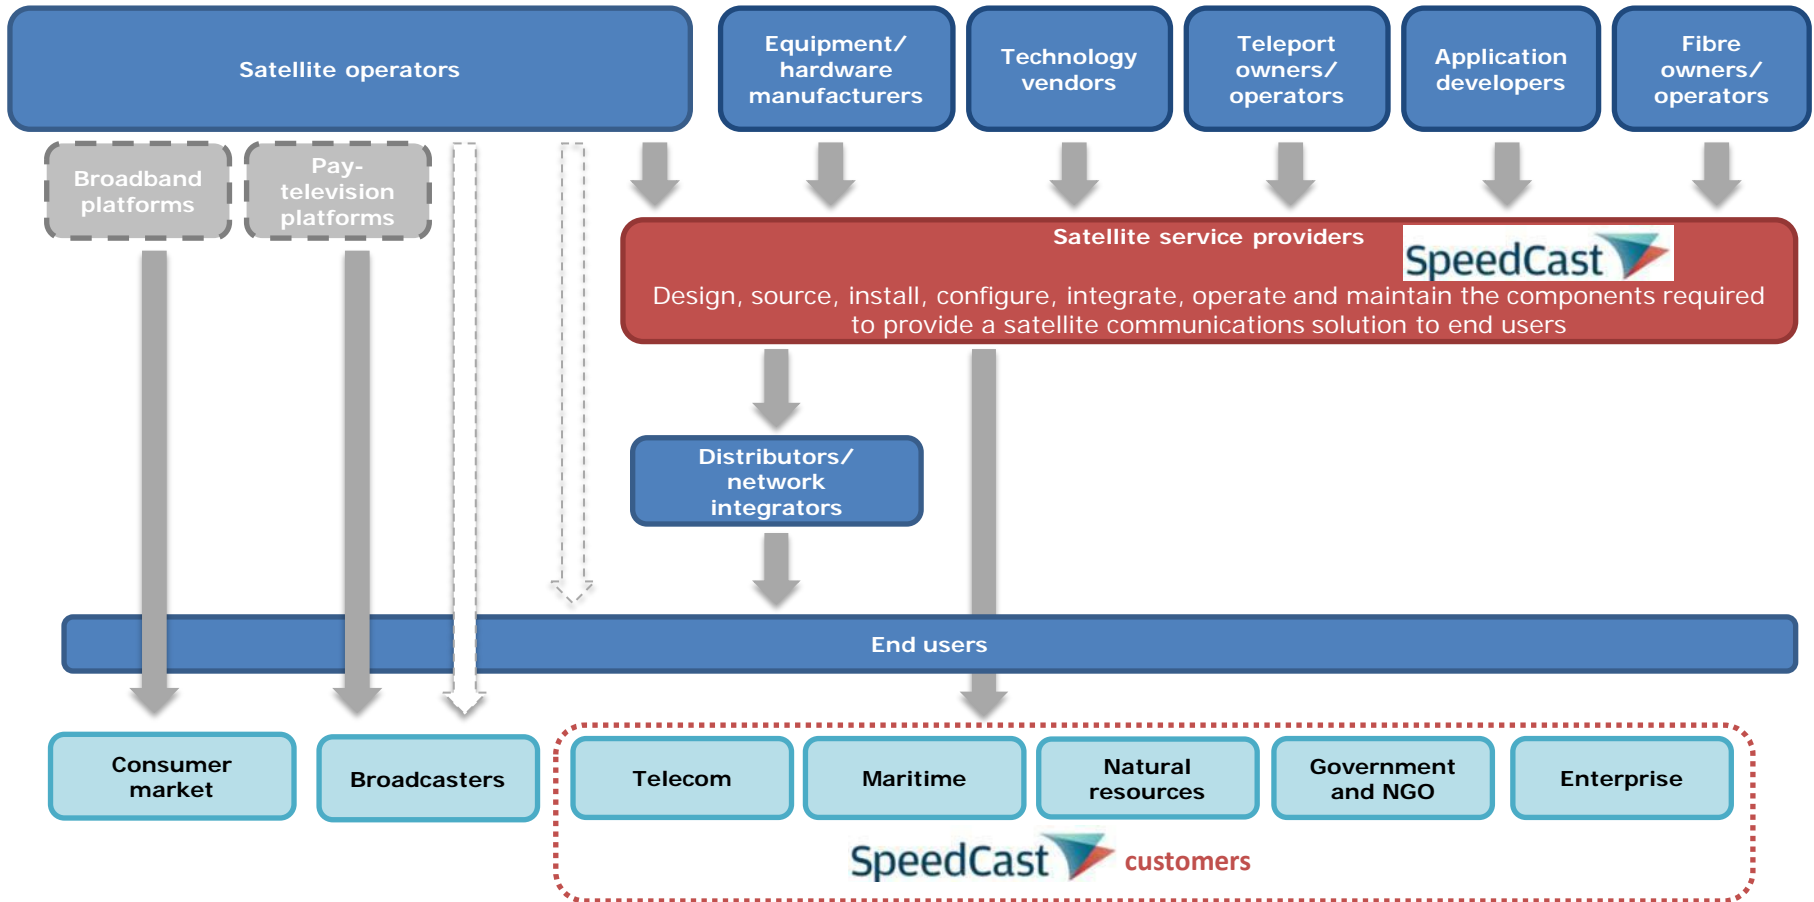 Satellite operators
Equipment/
hardware
manufacturers
Technology
vendors
Teleport
owners/
operators
Application
developers
Fibre
owners/
operators
Broadband
platforms
Pay-
television
platforms
Satellite service providers
SpeedCast
Design, source, install, configure, integrate, operate and maintain the components required
to provide a satellite communications solution to end users
Distributors/
network
integrators
End users
Consumer
market
Broadcasters
Telecom
Maritime
Natural
resources
Government
and NGO
Enterprise
SpeedCast customers